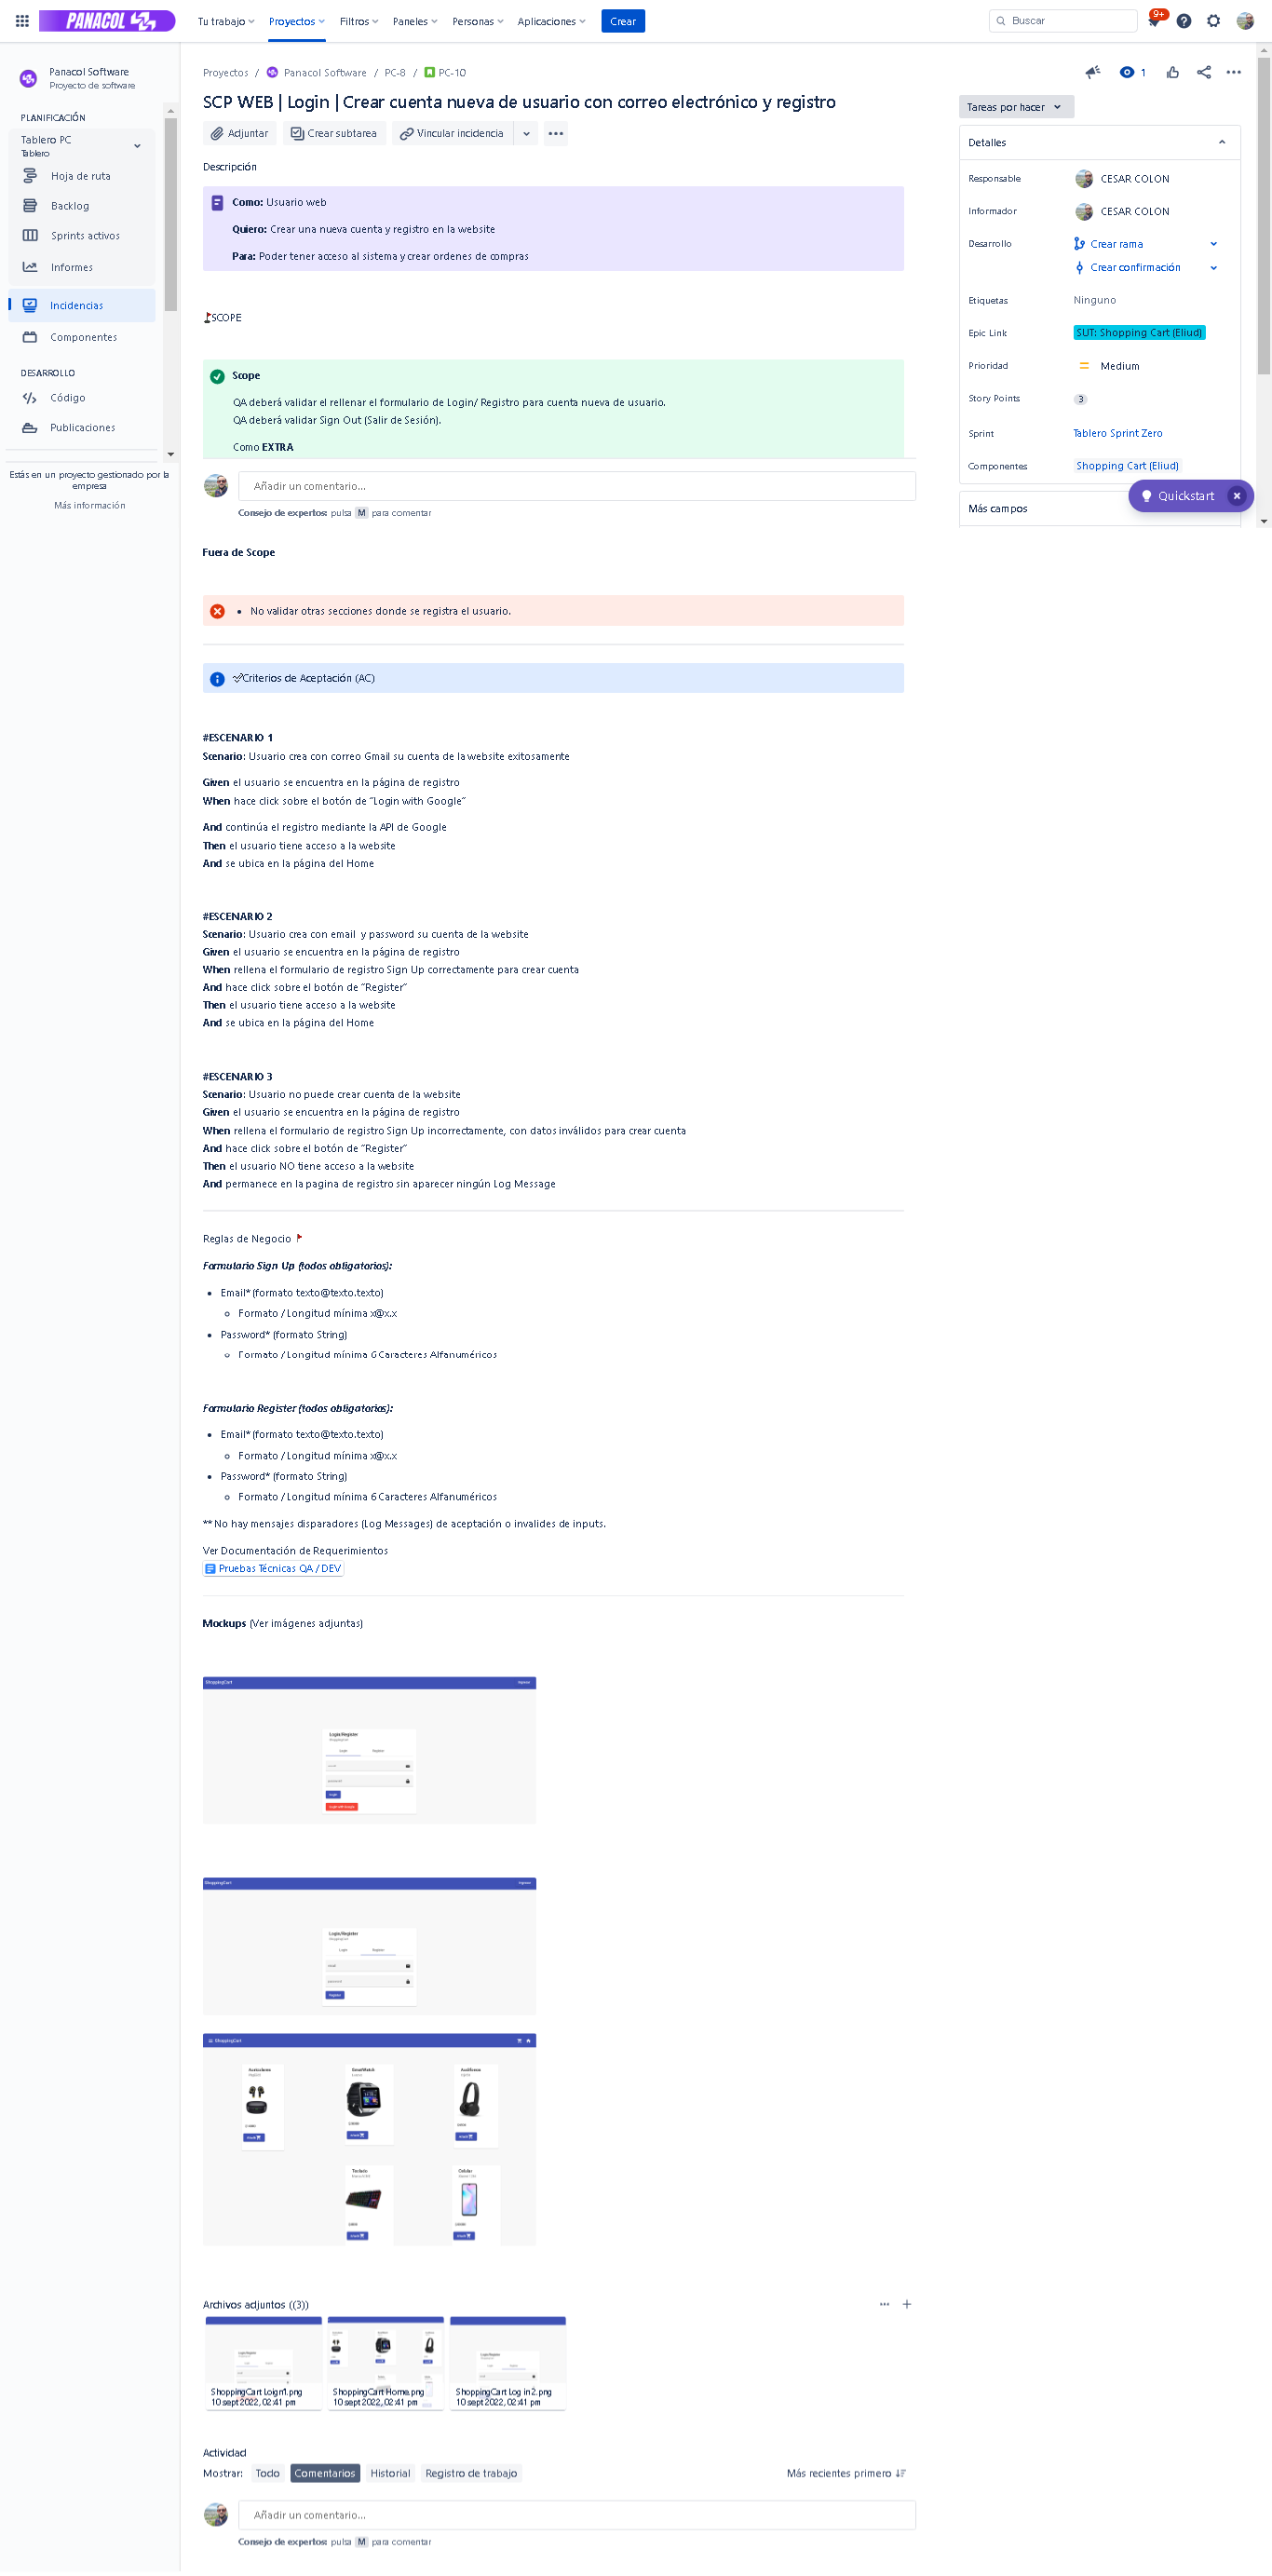 PANACOL
Tu trabajo
Proyectos
Filtros
Paneles
Personas
Aplicaciones
Crear
Buscar
9+
Panacol Software
Proyecto de software
PLANIFICACIÓN
Tablero PC
Tablero
Hoja de ruta
Backlog
Sprints activos
Informes
Incidencias
Componentes
DESARROLLO
Código
Publicaciones
Estás en un proyecto gestionado por la
empresa
Más información
Proyectos / Panacol Software / PC-8 / PC-10
1
SCP WEB | Login | Crear cuenta nueva de usuario con correo electrónico y registro
Adjuntar
Crear subtarea
Vincular incidencia
Descripción
Como: Usuario web
Quiero: Crear una nueva cuenta y registro en la website
Para: Poder tener acceso al sistema y crear ordenes de compras
SCOPE
Scope
QA deberá validar el rellenar el formulario de Login/ Registro para cuenta nueva de usuario.
QA deberá validar Sign Out (Salir de Sesión).
Como EXTRA
Añadir un comentario...
Consejo de expertos: pulsa M para comentar
Tareas por hacer
Detalles
Responsable
CESAR COLON
Informador
CESAR COLON
Desarrollo
Crear rama
Crear confirmación
Etiquetas
Ninguno
Epic Link
SUT: Shopping Cart (Eliud)
Prioridad
Medium
Story Points
3
Sprint
Tablero Sprint Zero
Componentes
Shopping Cart (Eliud)
Quickstart
Más campos
Fuera de Scope
• No validar otras secciones donde se registra el usuario.
Criterios de Aceptación (AC)
#ESCENARIO 1
Scenario: Usuario crea con correo Gmail su cuenta de la website exitosamente
Given el usuario se encuentra en la página de registro
When hace click sobre el botón de "Login with Google"
And continúa el registro mediante la API de Google
Then el usuario tiene acceso a la website
And se ubica en la página del Home
#ESCENARIO 2
Scenario: Usuario crea con email y password su cuenta de la website
Given el usuario se encuentra en la página de registro
When rellena el formulario de registro Sign Up correctamente para crear cuenta
And hace click sobre el botón de "Register"
Then el usuario tiene acceso a la website
And se ubica en la página del Home
#ESCENARIO 3
Scenario: Usuario no puede crear cuenta de la website
Given el usuario se encuentra en la página de registro
When rellena el formulario de registro Sign Up incorrectamente, con datos inválidos para crear cuenta
And hace click sobre el botón de "Register"
Then el usuario NO tiene acceso a la website
And permanece en la pagina de registro sin aparecer ningún Log Message
Reglas de Negocio
Formulario Sign Up (todos obligatorios):
• Email* (formato texto@texto.texto)
◦ Formato / Longitud mínima x@x.x
• Password* (formato String)
◦ Formato / Longitud mínima 6 Caracteres Alfanuméricos
Formulario Register (todos obligatorios):
• Email* (formato texto@texto.texto)
◦ Formato / Longitud mínima x@x.x
• Password* (formato String)
◦ Formato / Longitud mínima 6 Caracteres Alfanuméricos
** No hay mensajes disparadores (Log Messages) de aceptación o invalides de inputs.
Ver Documentación de Requerimientos
Pruebas Técnicas QA / DEV
Mockups (Ver imágenes adjuntas)
ShoppingCart
Login/Register
Login
Register
password
ShoppingCart
Login/Register
Login
Register
email
password
Register
ShoppingCart
Auriculares
SmartWatch
Audifonos
Teclado
Celular
Archivos adjuntos ((3))
ShoppingCart Loign1.png
10 sept 2022, 02:41 pm
ShoppingCart Home.png
10 sept 2022, 02:41 pm
ShoppingCart Log in 2.png
10 sept 2022, 02:41 pm
Actividad
Mostrar:
Todo
Comentarios
Historial
Registro de trabajo
Más recientes primero
Añadir un comentario...
Consejo de expertos: pulsa M para comentar